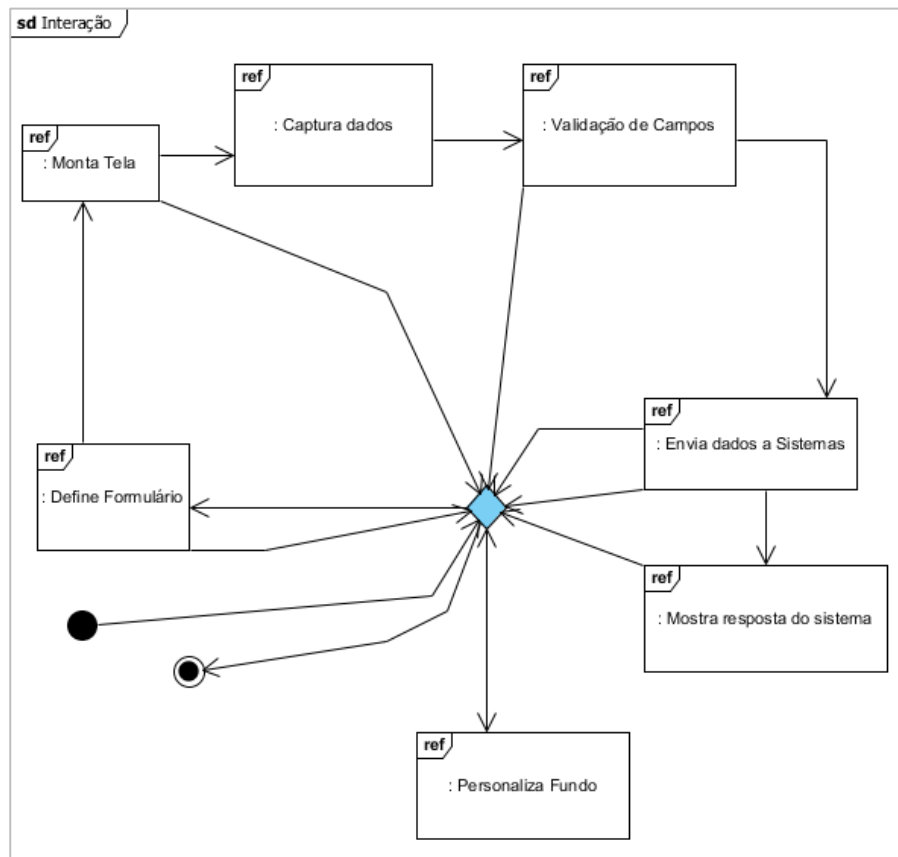 sd Interação
ref
: Captura dados
ref
: Validação de Campos
ref
: Monta Tela
ref
: Envia dados a Sistemas
ref
: Define Formulário
ref
: Mostra resposta do sistema
ref
: Personaliza Fundo